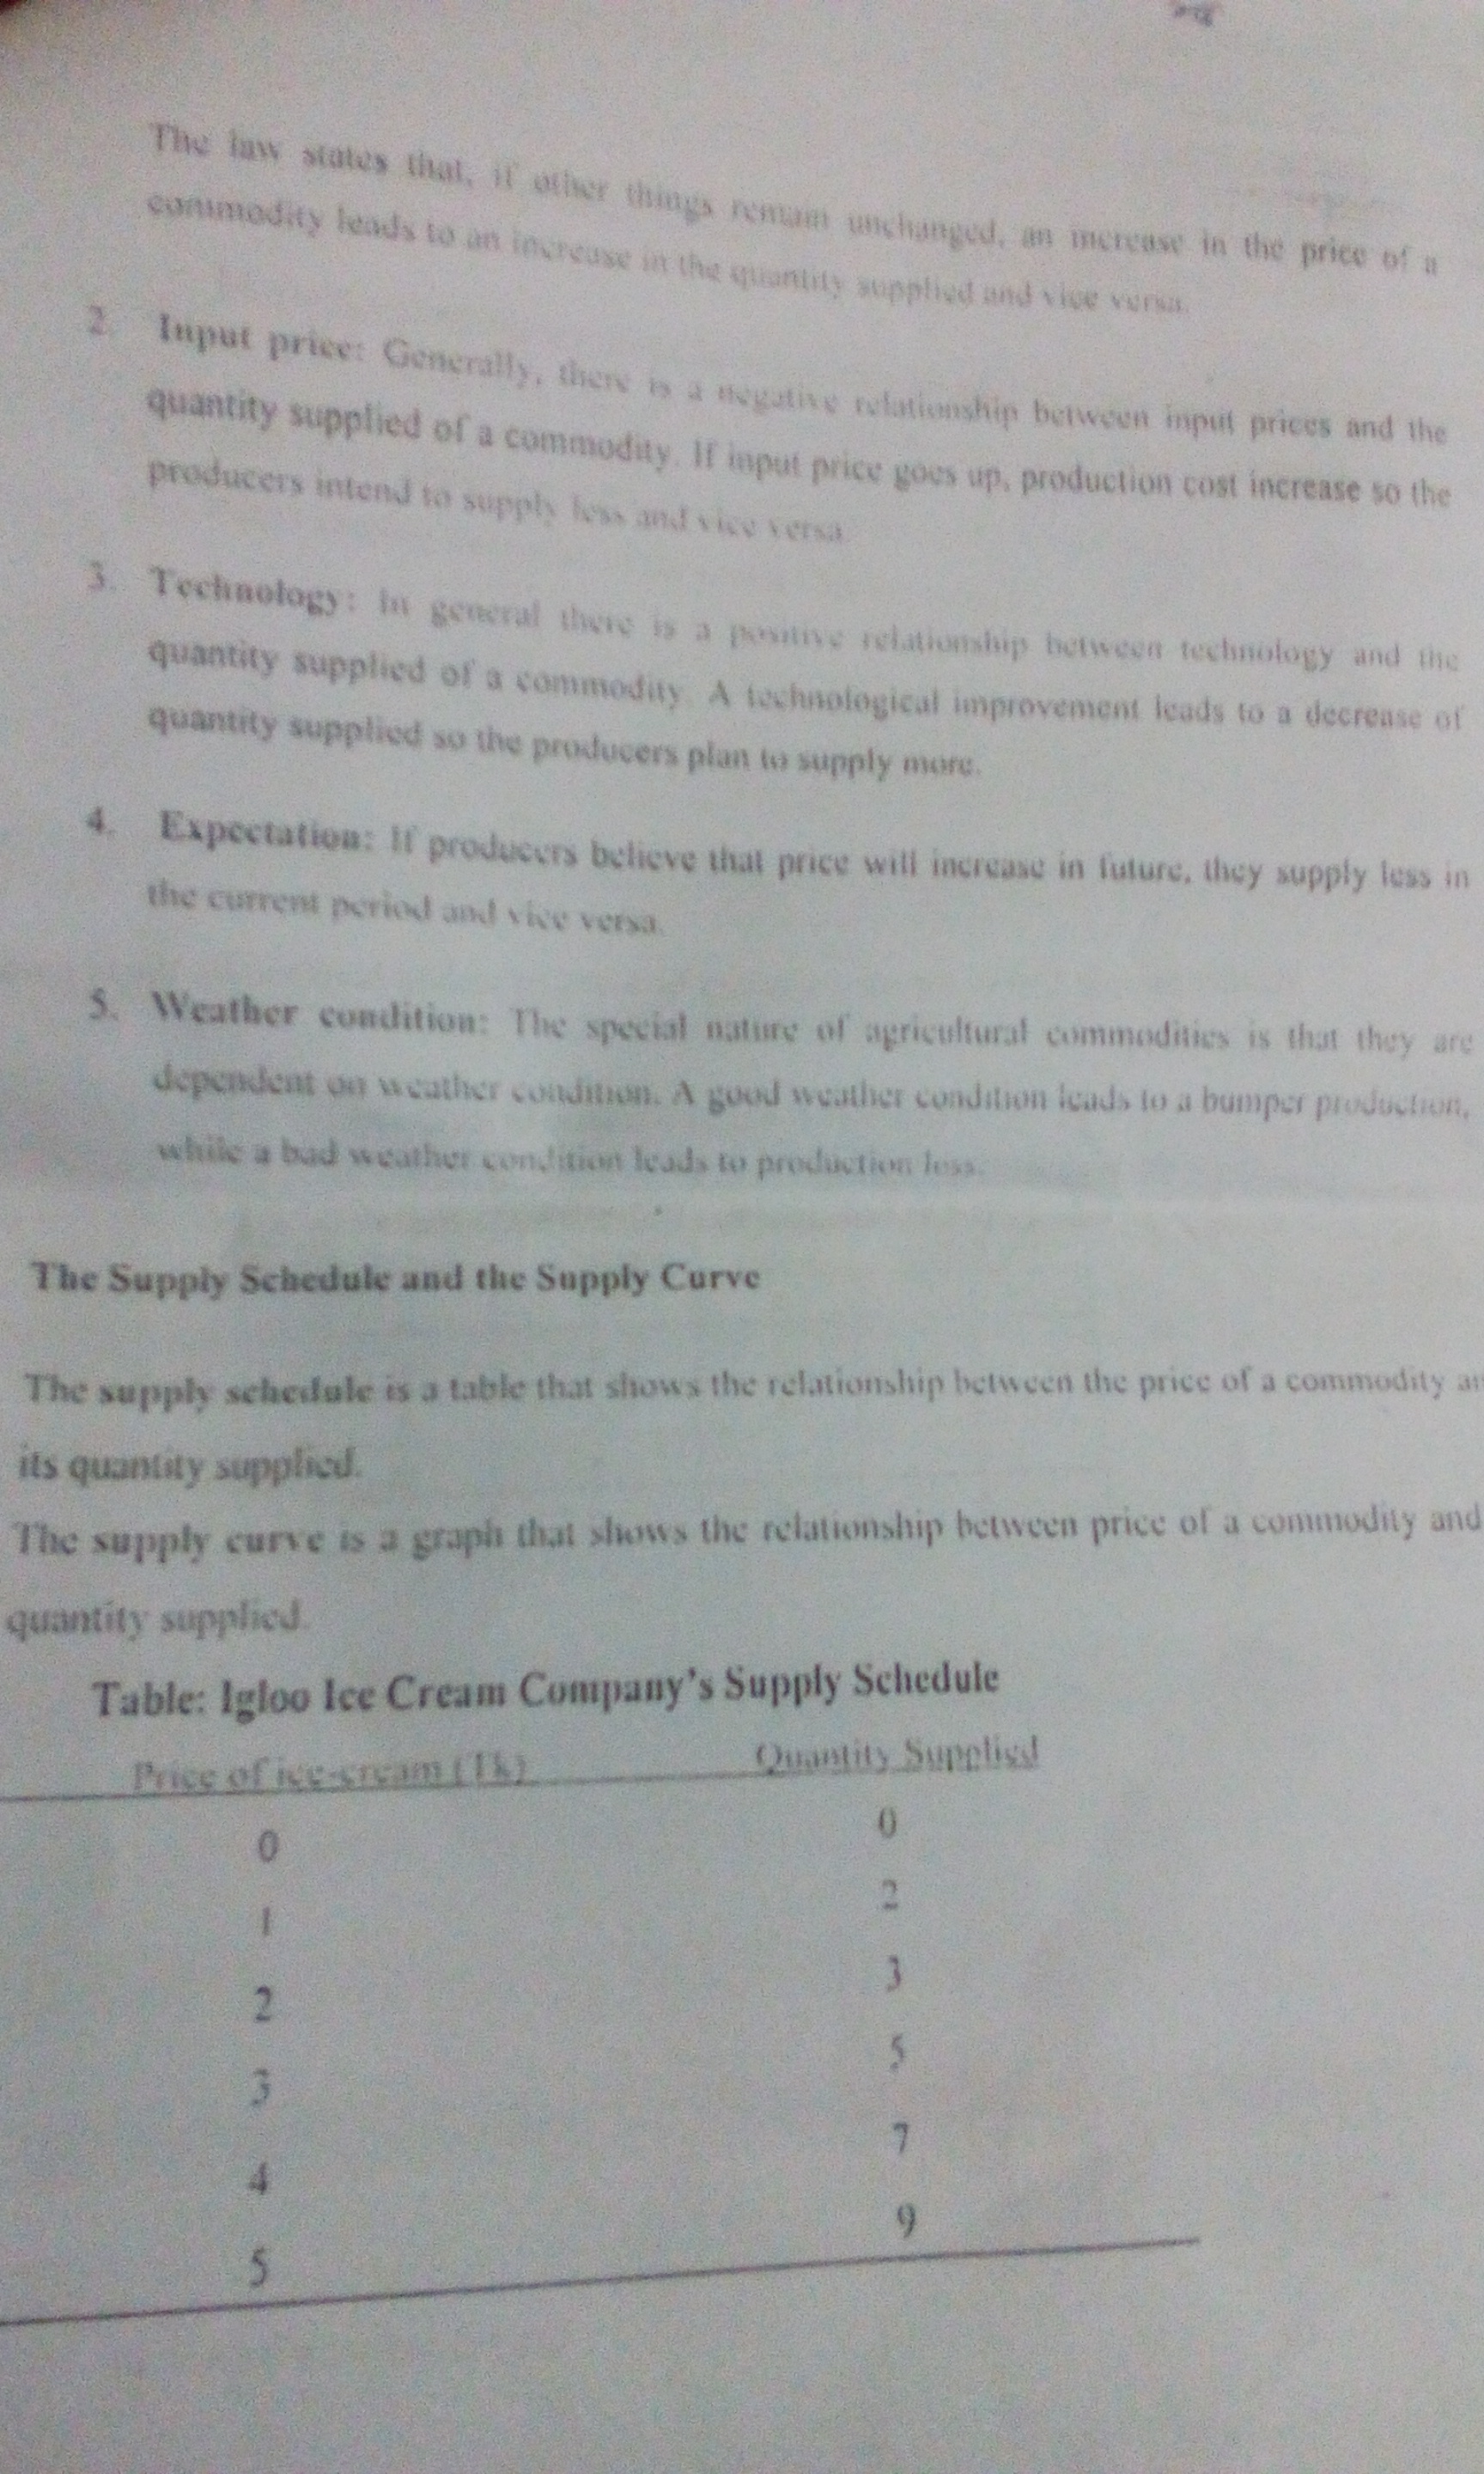 The law states that, if other things remain unchanged, an increase in the price of a
commodity leads to an increase in the quantity supplied and vice versa.
2. Input price: Generally, there is a negative relationship between input prices and the
quantity supplied of a commodity. If input price goes up, production cost increase so the
producers intend to supply less and vice versa.
3. Technology: In general there is a positive relationship between technology and the
quantity supplied of a commodity. A technological improvement leads to a decrease of
quantity supplied so the producers plan to supply more.
4. Expectation: If producers believe that price will increase in future, they supply less in
the current period and vice versa.
5. Weather condition: The special nature of agricultural commodities is that they are
dependent on weather condition. A good weather condition leads to a bumper production,
while a bad weather condition leads to production loss.
The Supply Schedule and the Supply Curve
The supply schedule is a table that shows the relationship between the price of a commodity
its quantity supplied.
The supply curve is a graph that shows the relationship between price of a commodity and
quantity supplied.
Table: Igloo Ice Cream Company's Supply Schedule
Price of ice-cream (Tk) Quantity Supplied
0 0
1 2
2 3
3 5
4 7
5 9